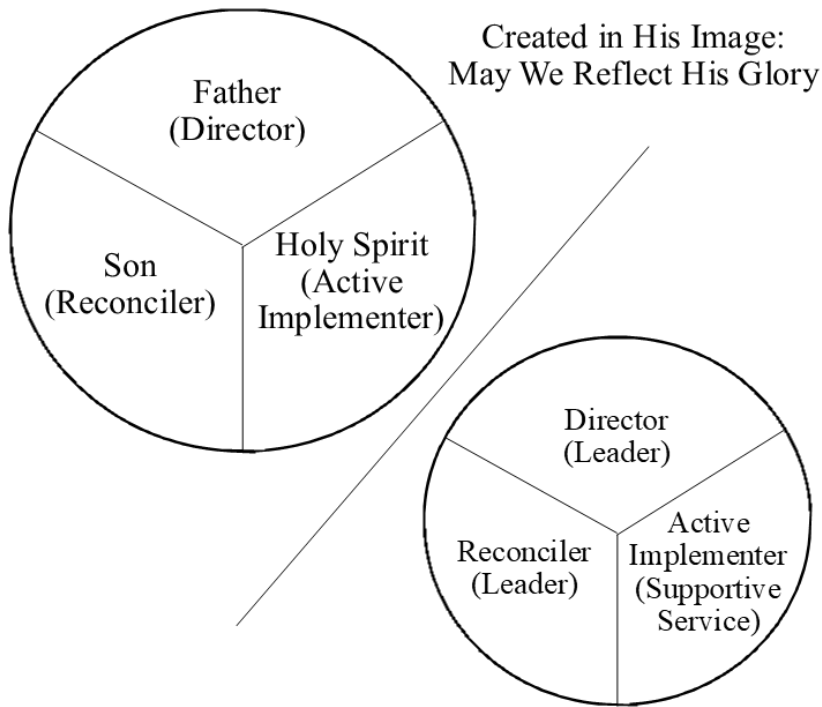 Created in His Image:
May We Reflect His Glory
Father
(Director)
Son
(Reconciler)
Holy Spirit
(Active
Implementer)
Director
(Leader)
Reconciler
(Leader)
Active
Implementer
(Supportive
Service)